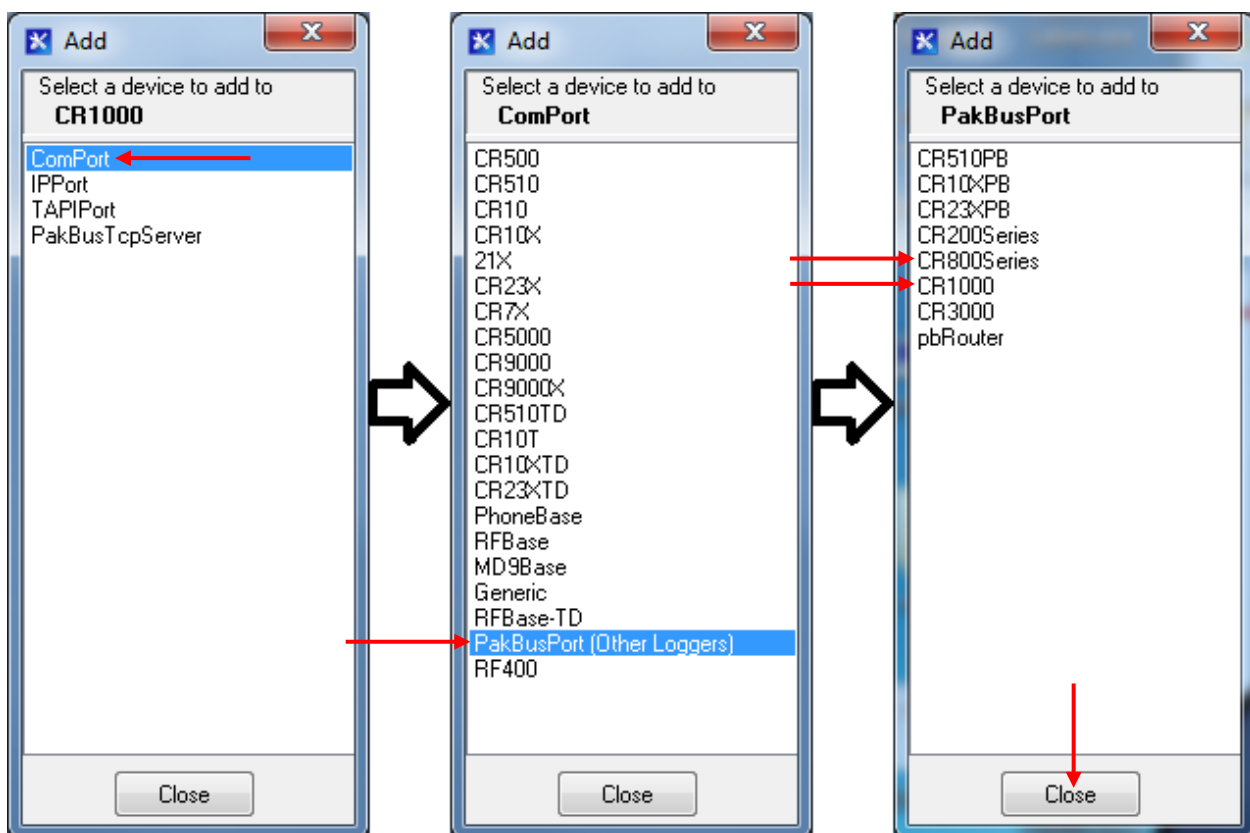 Add
Select a device to add to
CR1000
ComPort
IPPort
TAPIPort
PakBusTcpServer
Close
Add
Select a device to add to
ComPort
CR500
CR510
CR10
CR10X
21X
CR23X
CR7X
CR5000
CR9000
CR9000X
CR510TD
CR10T
CR10XTD
CR23XTD
PhoneBase
RFBase
MD9Base
Generic
RFBase-TD
PakBusPort (Other Loggers)
RF400
Close
Add
Select a device to add to
PakBusPort
CR510PB
CR10XPB
CR23XPB
CR200Series
CR800Series
CR1000
CR3000
pbRouter
Close